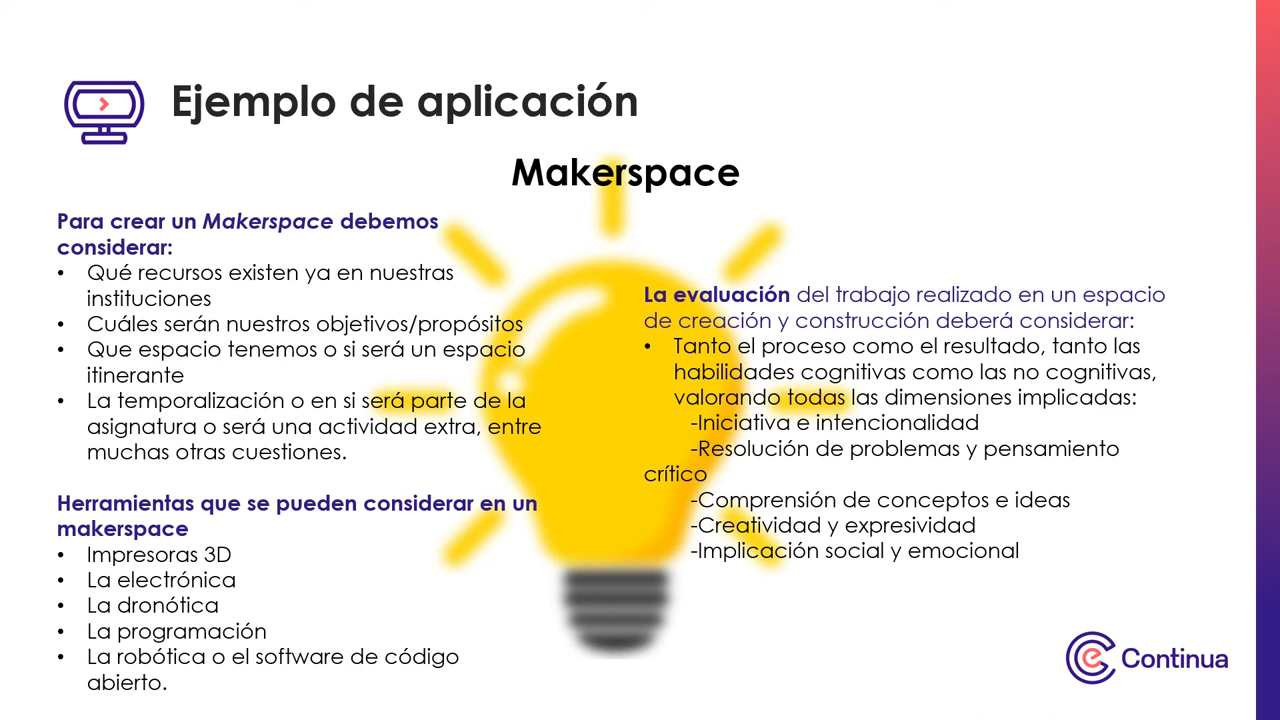 Ejemplo de aplicación
Makerspace
Para crear un Makerspace debemos
considerar:
• Qué recursos existen ya en nuestras
instituciones
• Cuáles serán nuestros objetivos/propósitos
• Que espacio tenemos o si será un espacio
itinerante
• La temporalización o en si será parte de la
asignatura o será una actividad extra, entre
muchas otras cuestiones.
Herramientas que se pueden considerar en un
makerspace
• Impresoras 3D
• La electrónica
• La dronótica
• La programación
• La robótica o el software de código
abierto.
La evaluación del trabajo realizado en un espacio
de creación y construcción deberá considerar:
• Tanto el proceso como el resultado, tanto las
habilidades cognitivas como las no cognitivas,
valorando todas las dimensiones implicadas:
-Iniciativa e intencionalidad
-Resolución de problemas y pensamiento
crítico
-Comprensión de conceptos e ideas
-Creatividad y expresividad
-Implicación social y emocional
Continua